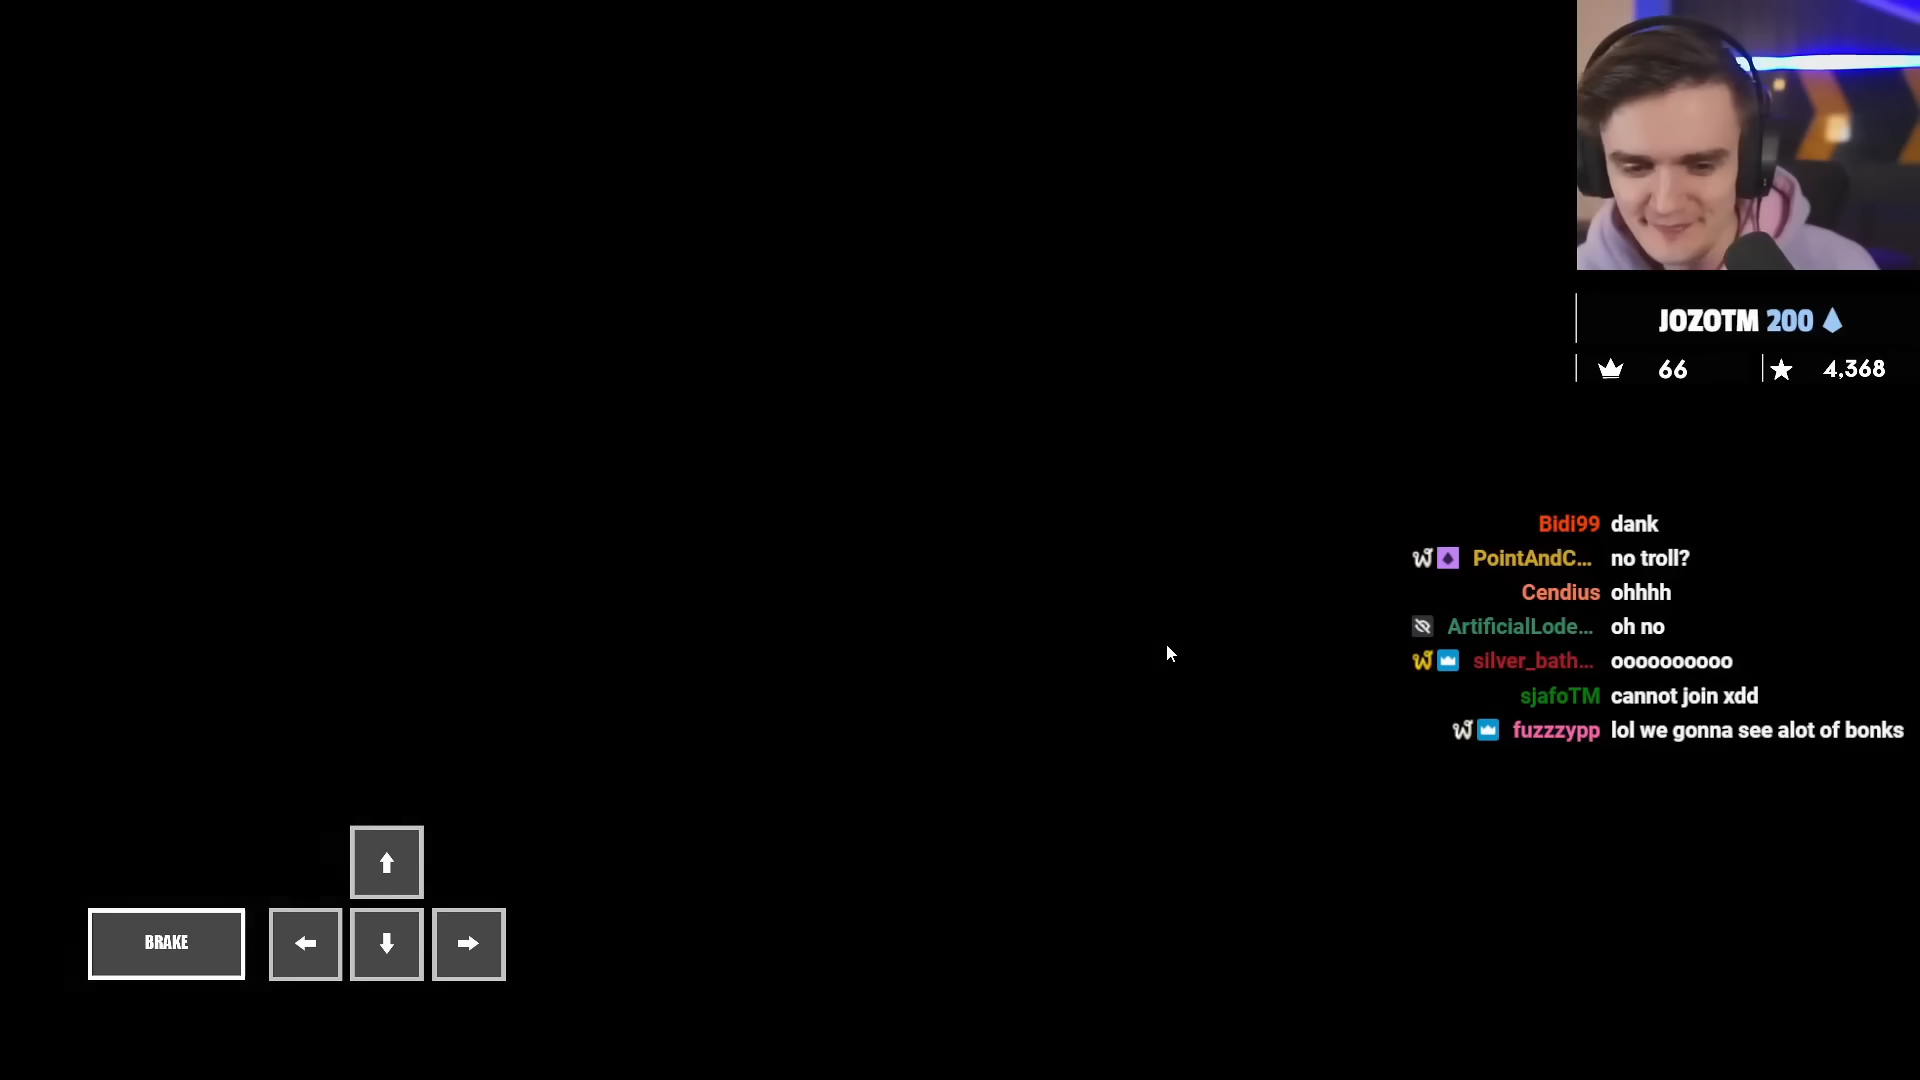 JOZOTM 200
66
4,368
Bidi99 dank
PointAndC... no troll?
Cendius ohhhh
ArtificialLode... oh no
silver_bath... oooooooooo
sjafoTM cannot join xdd
fuzzzypp lol we gonna see alot of bonks
BRAKE